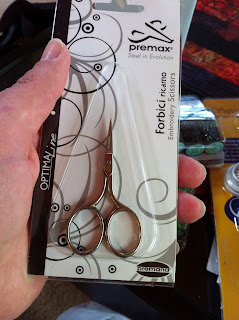 premax®
Steel in Evolution
Forbici ricamo
Embroidery Scissors
OPTIMA Line